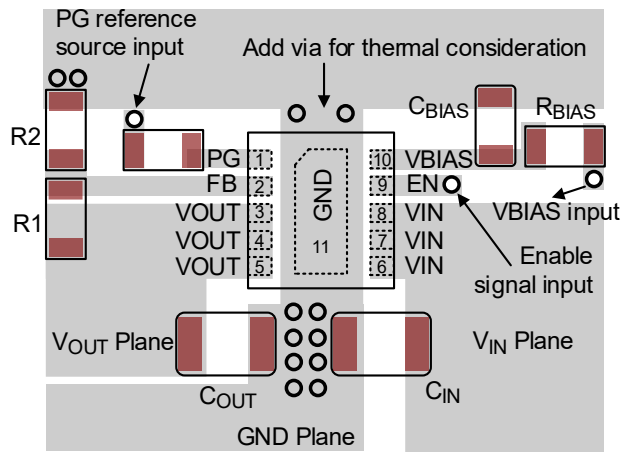 PG reference
source input
Add via for thermal consideration
CBIAS
RBIAS
R2
PG
1
10
VBIAS
FB
2
GND
9
EN
R1
VOUT
3
8
VIN
VBIAS input
VOUT
4
11
7
VIN
VOUT
5
6
VIN
Enable
signal input
VOUT Plane
VIN Plane
COUT
CIN
GND Plane